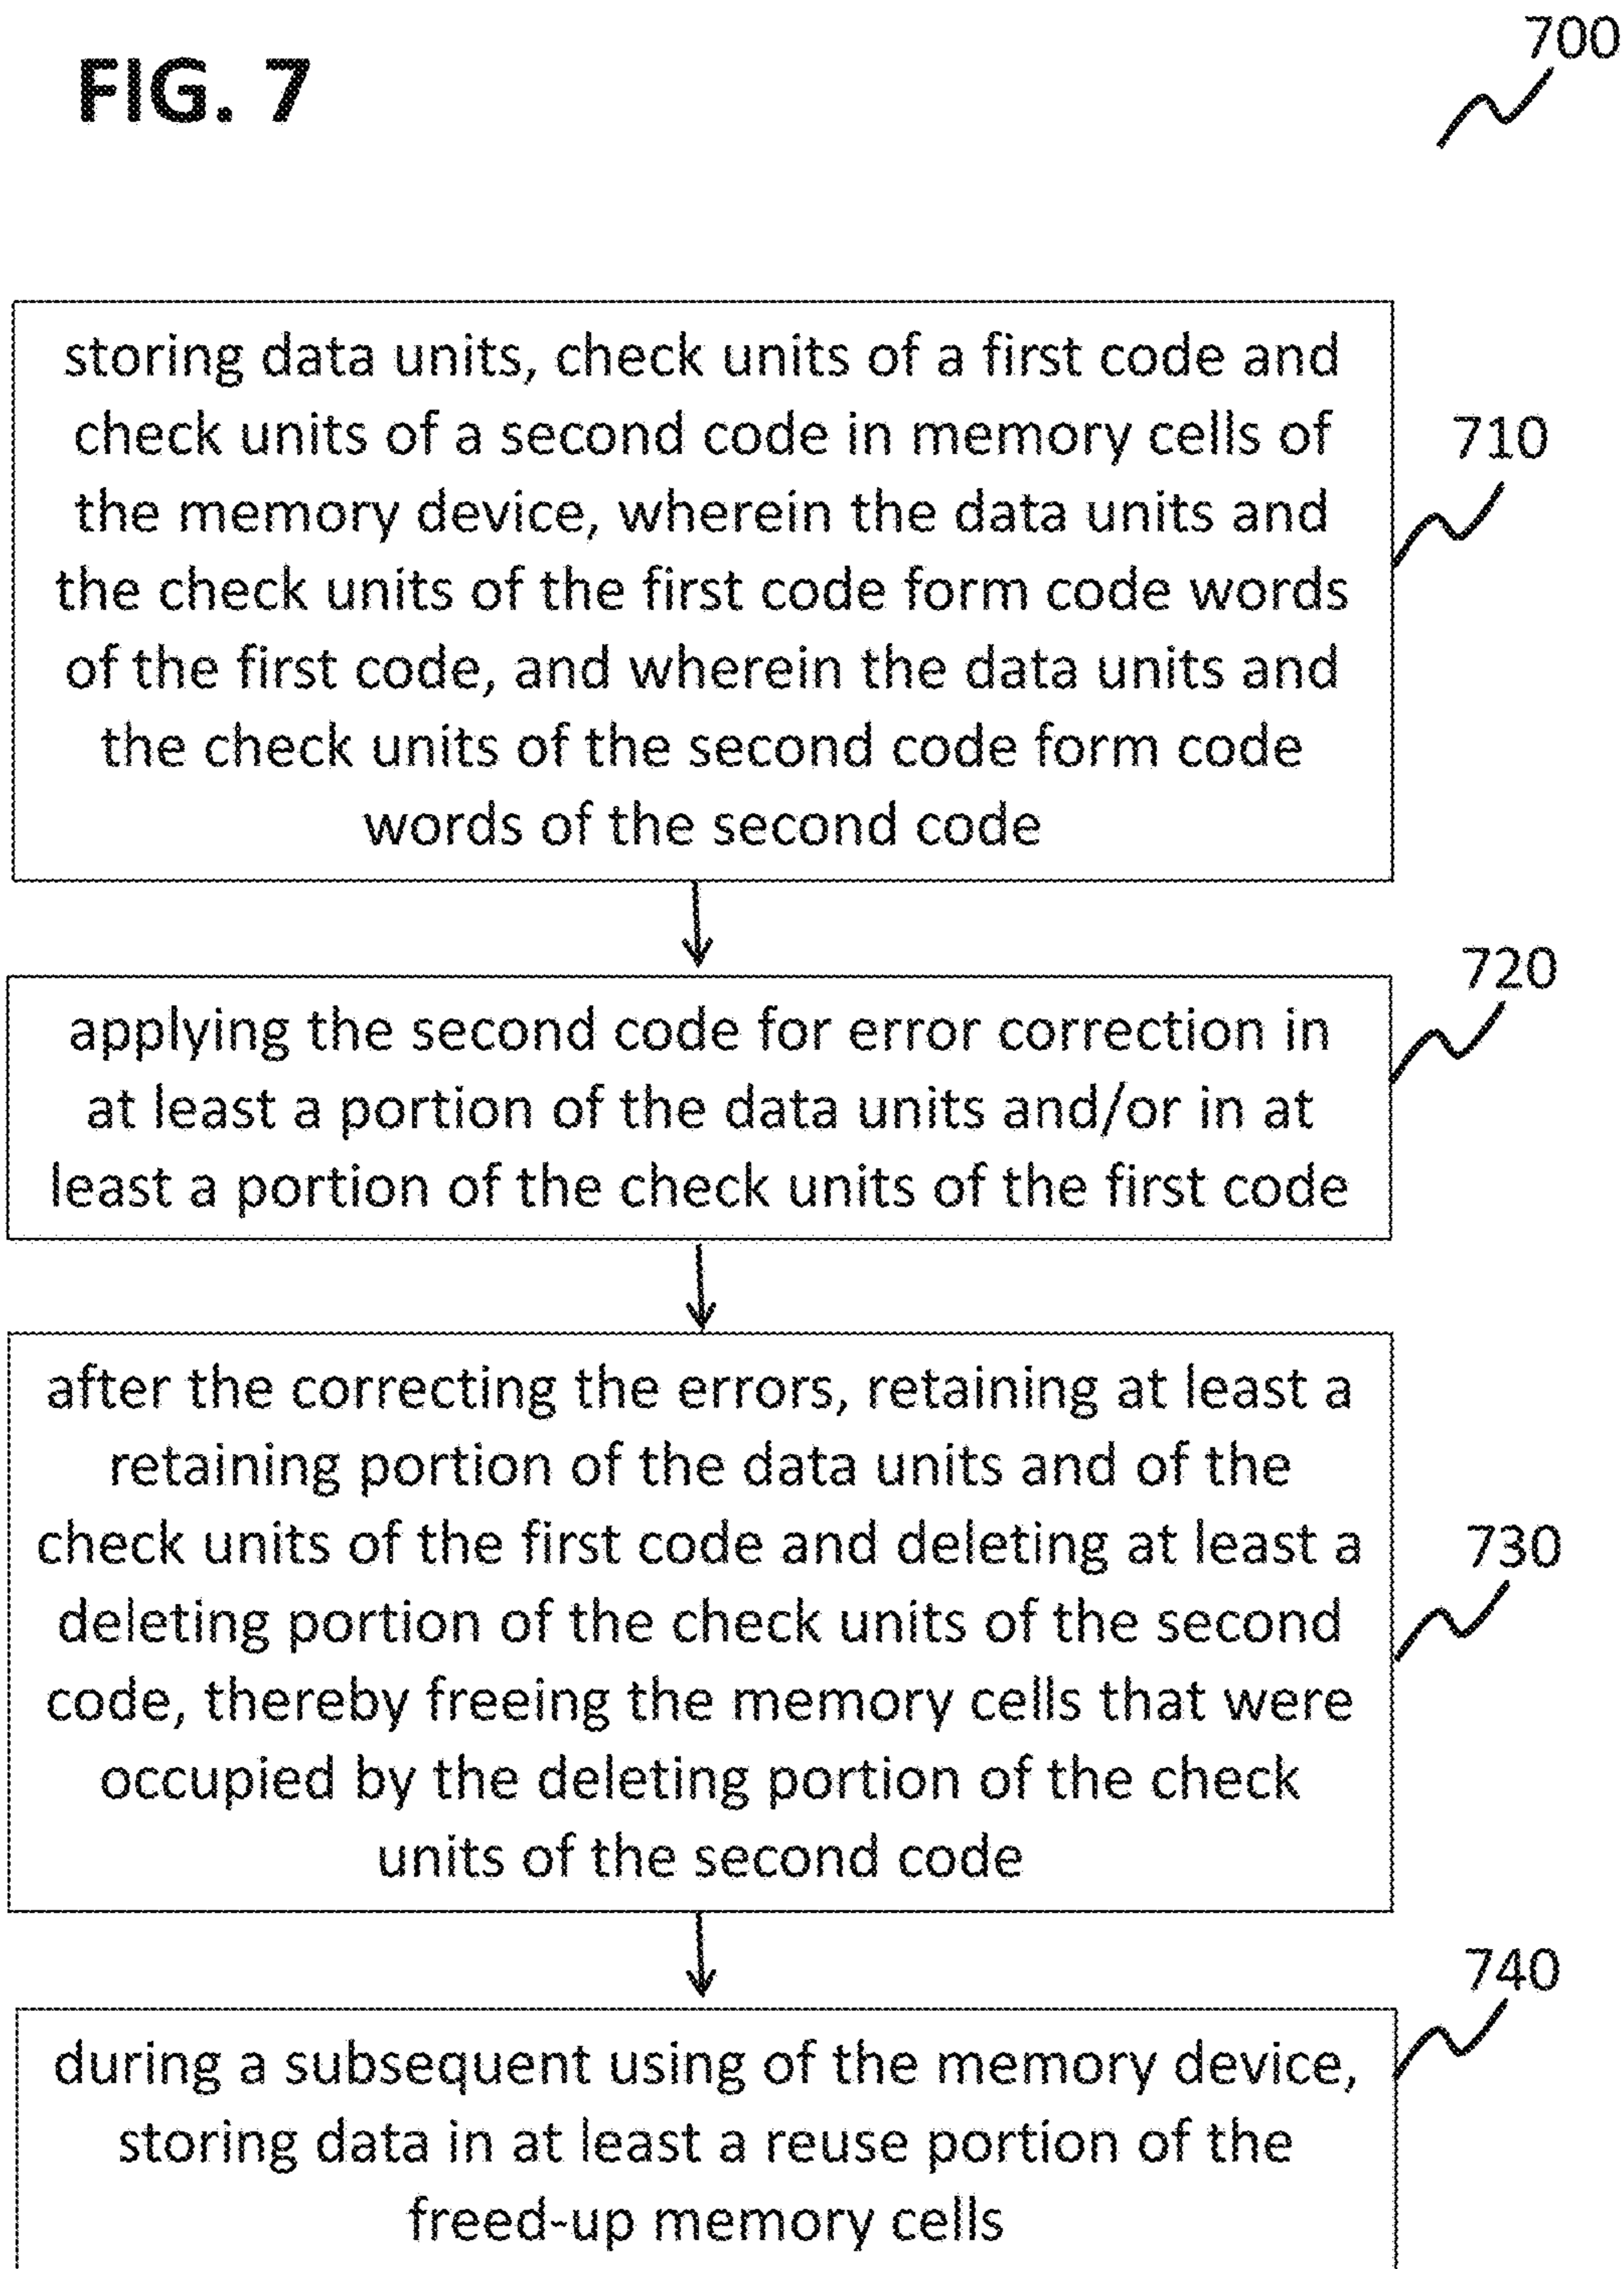 FIG. 7
700
storing data units, check units of a first code and
check units of a second code in memory cells of
the memory device, wherein the data units and
the check units of the first code form code words
of the first code, and wherein the data units and
the check units of the second code form code
words of the second code
710
applying the second code for error correction in
at least a portion of the data units and/or in at
least a portion of the check units of the first code
720
after the correcting the errors, retaining at least a
retaining portion of the data units and of the
check units of the first code and deleting at least a
deleting portion of the check units of the second
code, thereby freeing the memory cells that were
occupied by the deleting portion of the check
units of the second code
730
during a subsequent using of the memory device,
storing data in at least a reuse portion of the
freed-up memory cells
740